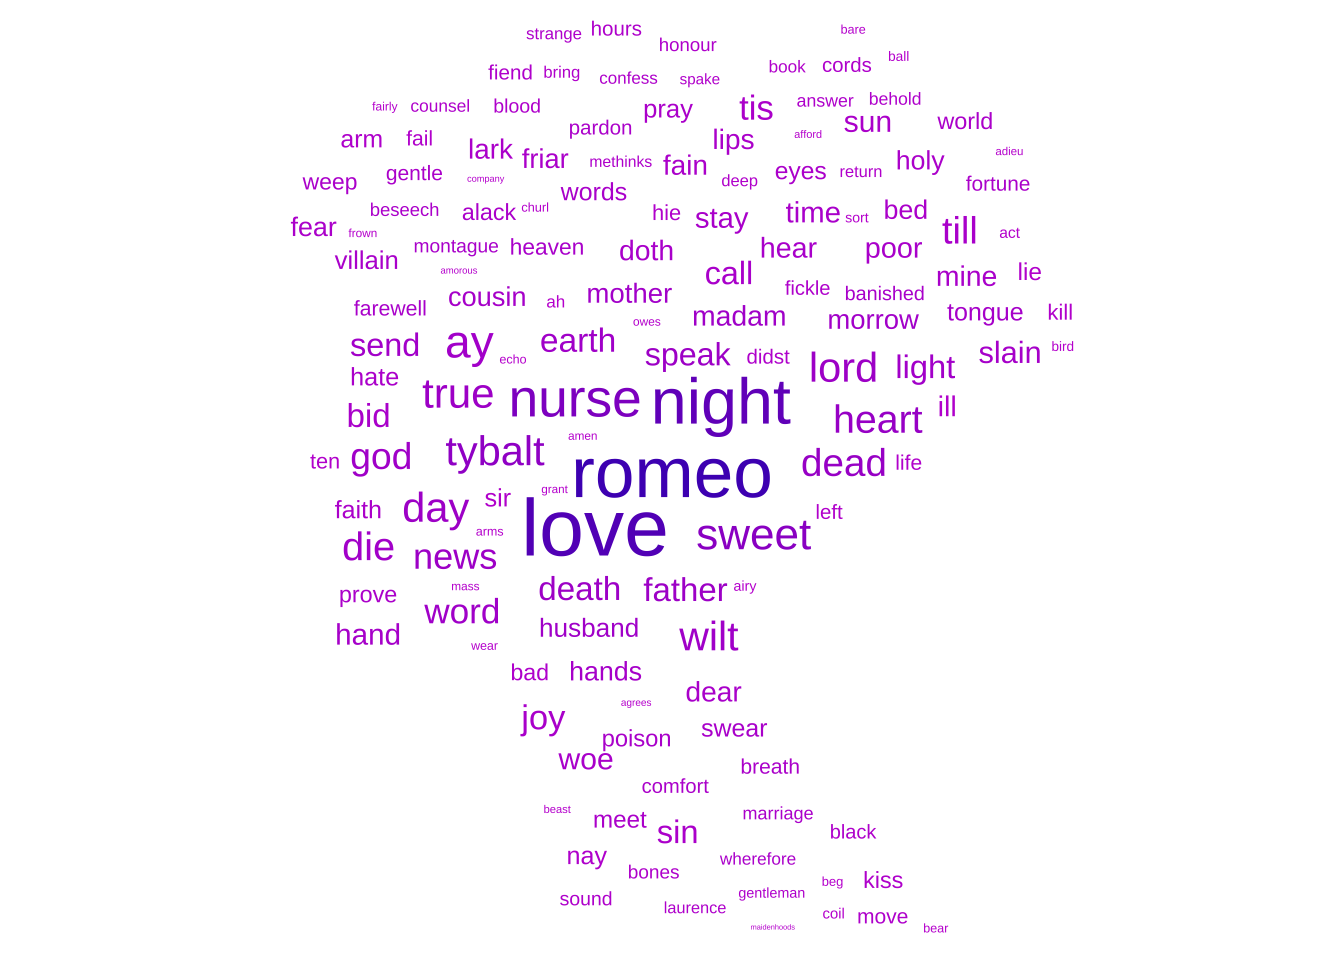 strange hours bare
honour
fiend bring confess spake book cords ball
fairly counsel blood pray tis answer behold
arm fail pardon lips afford sun world
lark friar methinks fain eyes return holy adieu
weep gentle company words deep fortune
fear beseech alack churl hie stay time sort bed
frown montague heaven doth hear poor till act
villain amorous call mine lie
farewell cousin ah mother fickle banished
owes madam morrow tongue kill
send ay echo earth speak didst lord light slain bird
hate true nurse night heart ill
bid amen
ten god tybalt romeo dead life
faith day sir grant left
die news arms love sweet
prove mass death father airy
hand word husband wilt
wear
bad hands dear
agrees
joy poison swear
woe breath
comfort
beast meet sin marriage black
nay bones wherefore
sound laurence gentleman beg kiss
maidenhoods coil move bear